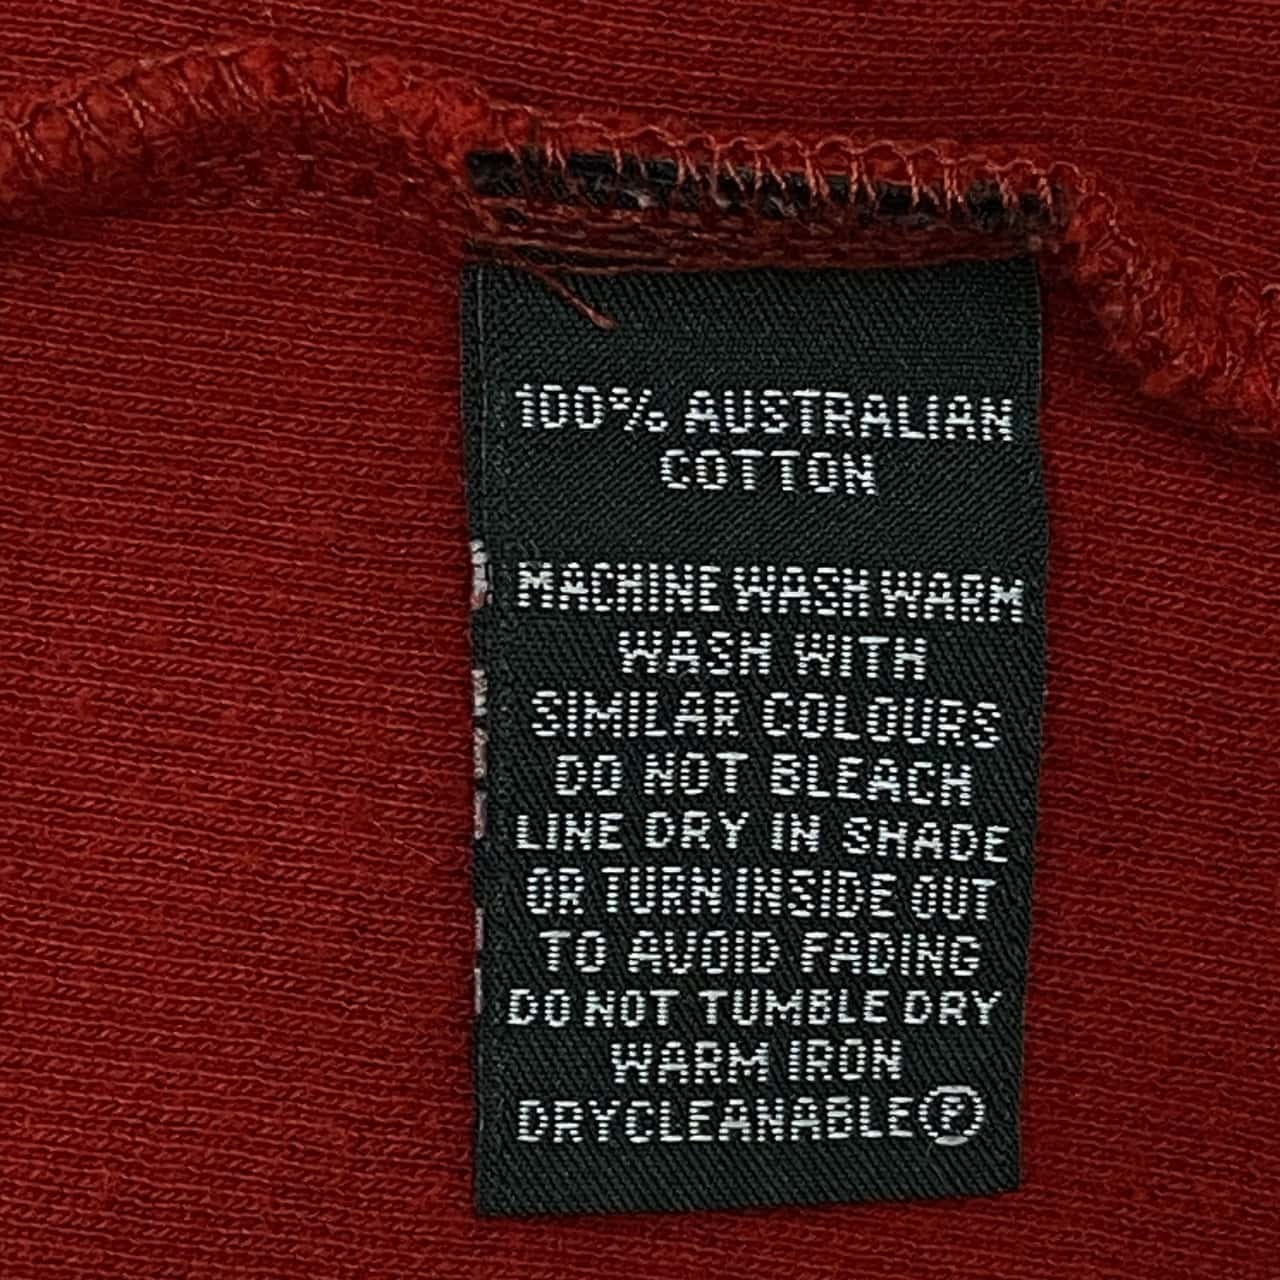 100% AUSTRALIAN
COTTON
MACHINE WASH WARM
WASH WITH
SIMILAR COLOURS
DO NOT BLEACH
LINE DRY IN SHADE
OR TURN INSIDE OUT
TO AVOID FADING
DO NOT TUMBLE DRY
WARM IRON
DRYCLEANABLE Ⓟ